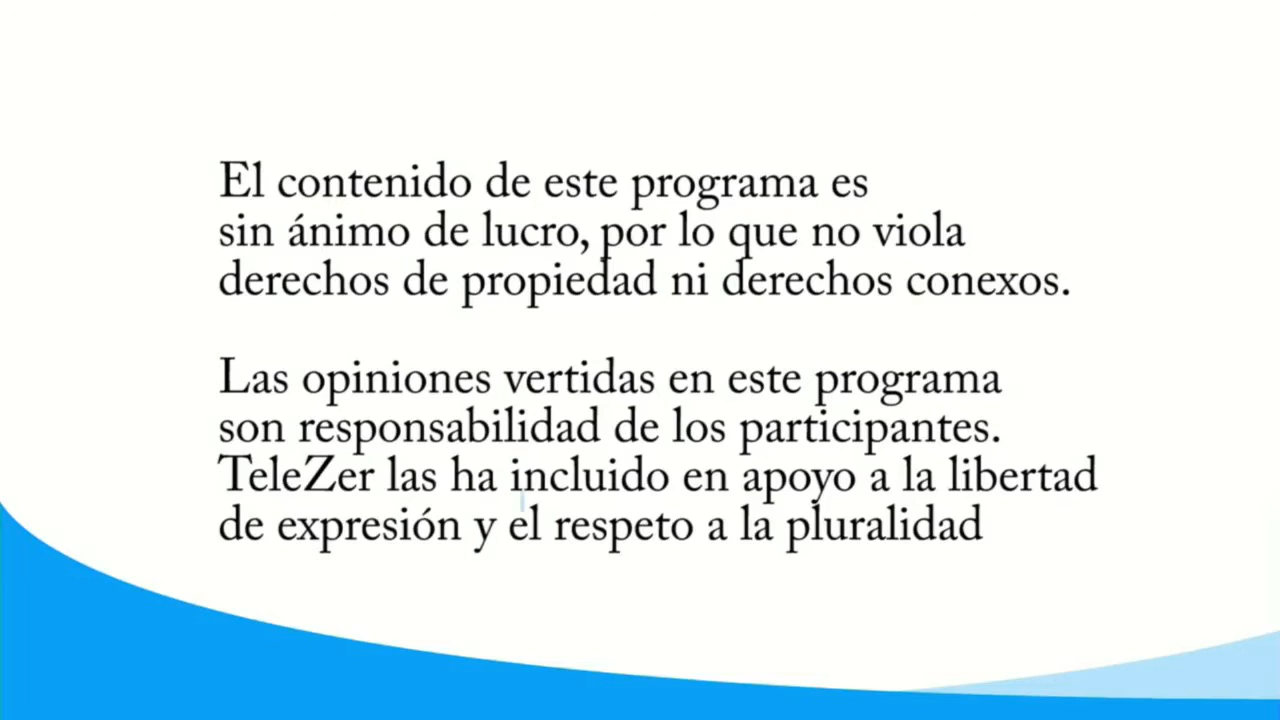 El contenido de este programa es
sin ánimo de lucro, por lo que no viola
derechos de propiedad ni derechos conexos.
Las opiniones vertidas en este programa
son responsabilidad de los participantes.
TeleZer las ha incluido en apoyo a la libertad
de expresión y el respeto a la pluralidad